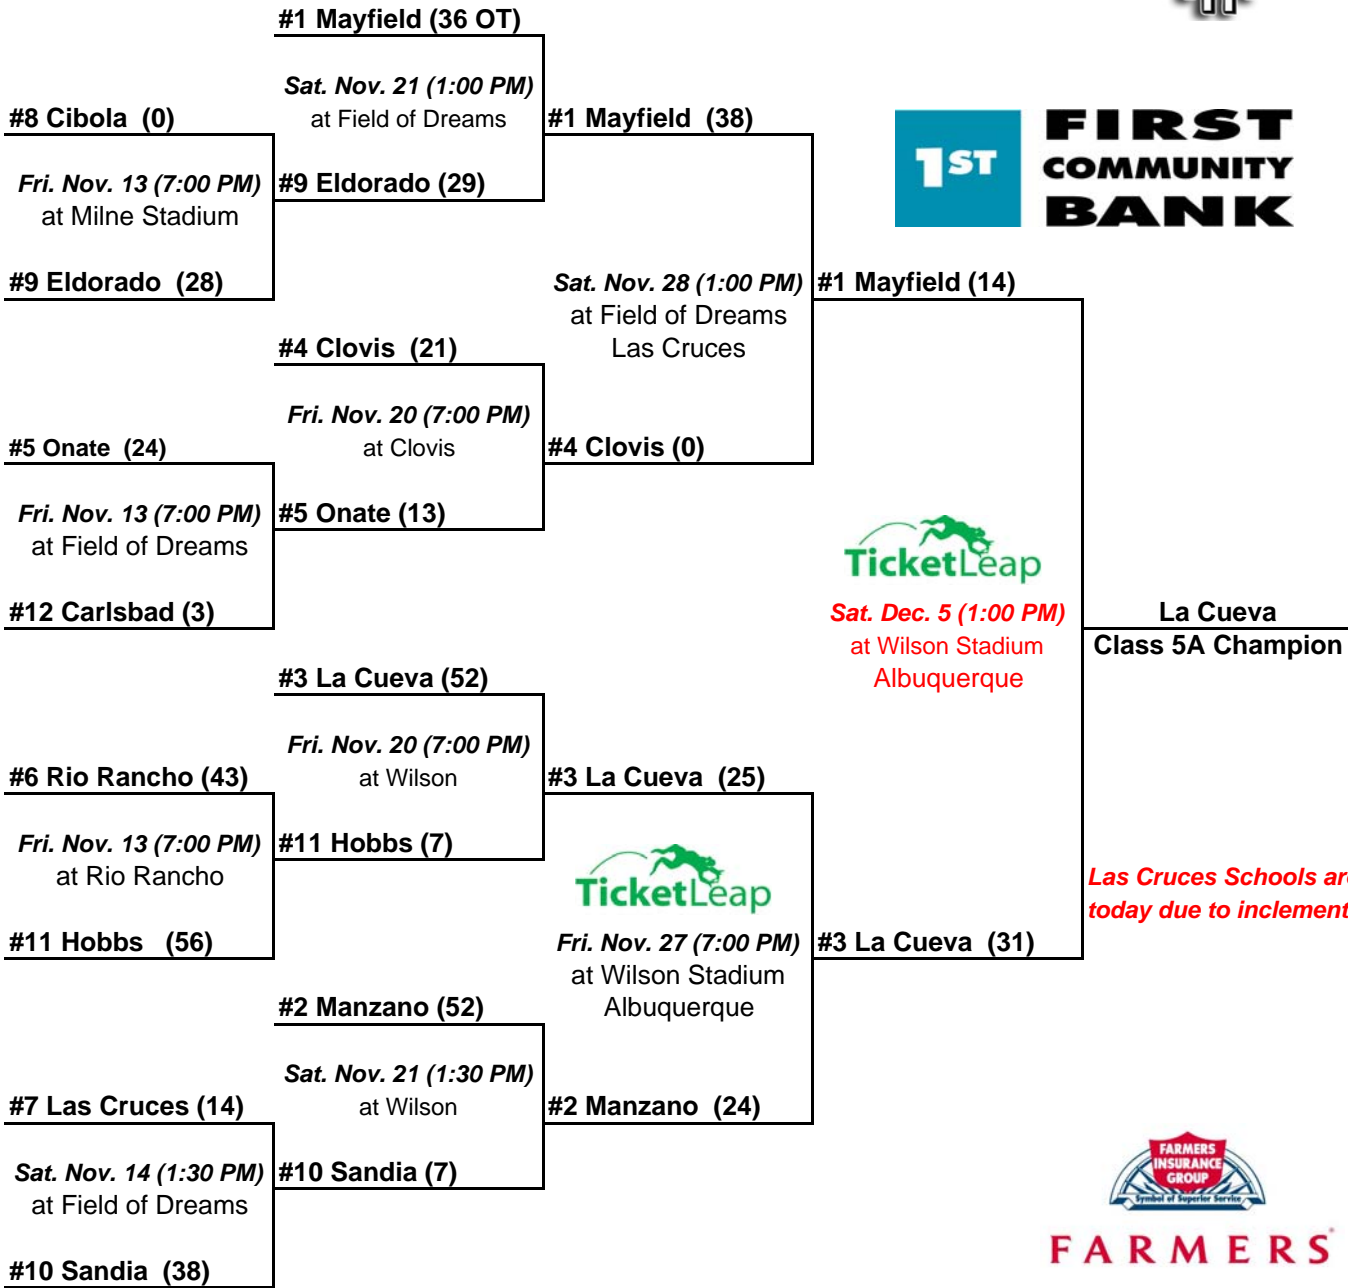 #1 Mayfield (36 OT)
Sat. Nov. 21 (1:00 PM)
at Field of Dreams
#8 Cibola (0)
#1 Mayfield (38)
FIRST
1ST
COMMUNITY
BANK
Fri. Nov. 13 (7:00 PM)
at Milne Stadium
#9 Eldorado (29)
#9 Eldorado (28)
Sat. Nov. 28 (1:00 PM)
at Field of Dreams
Las Cruces
#1 Mayfield (14)
#4 Clovis (21)
Fri. Nov. 20 (7:00 PM)
at Clovis
#5 Onate (24)
#4 Clovis (0)
Fri. Nov. 13 (7:00 PM)
at Field of Dreams
#5 Onate (13)
TicketLeap
#12 Carlsbad (3)
Sat. Dec. 5 (1:00 PM)
at Wilson Stadium
Albuquerque
La Cueva
Class 5A Champion
#3 La Cueva (52)
Fri. Nov. 20 (7:00 PM)
at Wilson
#6 Rio Rancho (43)
#3 La Cueva (25)
Fri. Nov. 13 (7:00 PM)
at Rio Rancho
#11 Hobbs (7)
TicketLeap
Las Cruces Schools are
today due to inclement
#11 Hobbs (56)
Fri. Nov. 27 (7:00 PM)
at Wilson Stadium
Albuquerque
#3 La Cueva (31)
#2 Manzano (52)
Sat. Nov. 21 (1:30 PM)
at Wilson
#7 Las Cruces (14)
#2 Manzano (24)
Sat. Nov. 14 (1:30 PM)
at Field of Dreams
#10 Sandia (7)
#10 Sandia (38)
FARMERS
INSURANCE
GROUP
Symbol of Superior Service
FARMERS